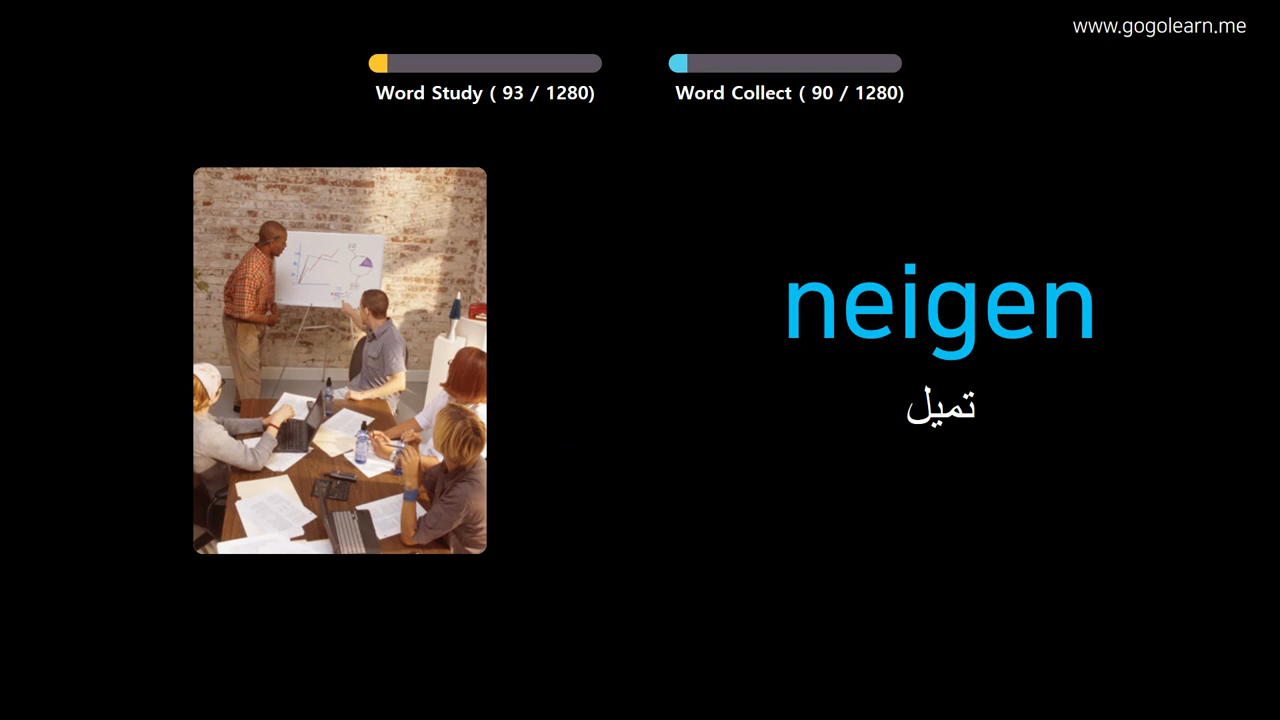 www.gogolearn.me
Word Study ( 93 / 1280)
Word Collect ( 90 / 1280)
neigen
تميل